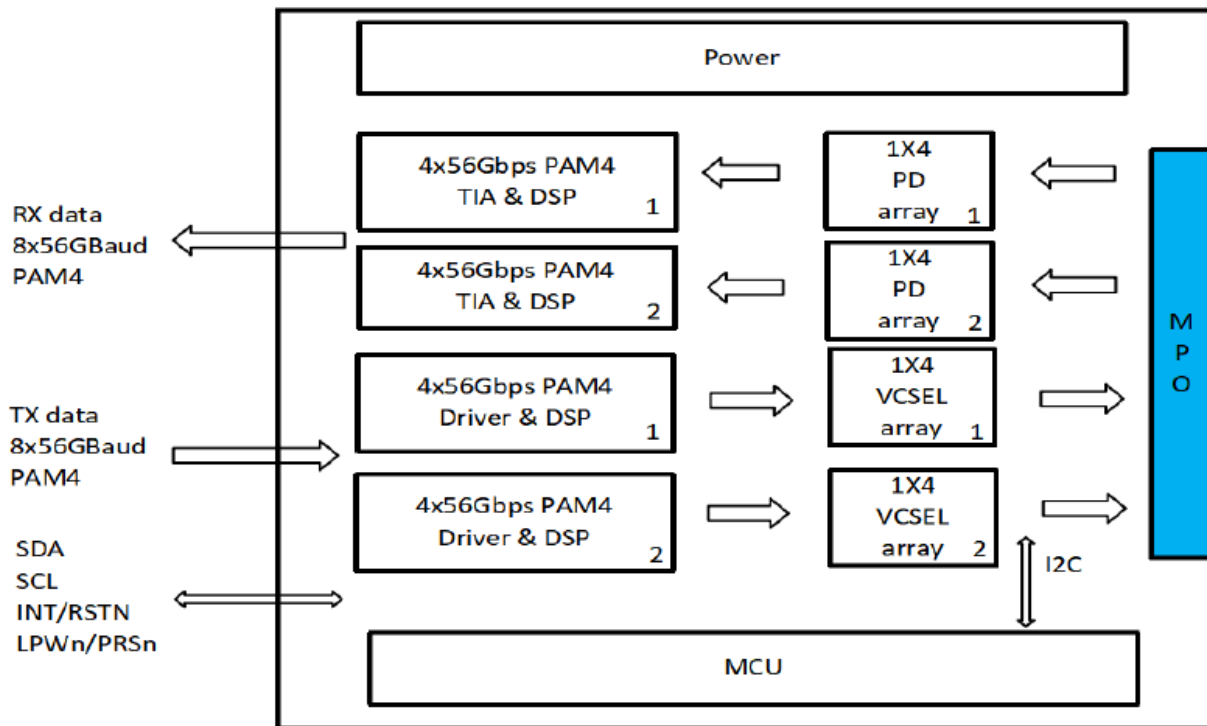 Power
4x56Gbps PAM4
TIA & DSP
1
1X4
PD
array 1
RX data
8x56GBaud
PAM4
4x56Gbps PAM4
TIA & DSP
2
1X4
PD
array 2
M
P
O
4x56Gbps PAM4
Driver & DSP
1
1X4
VCSEL
array 1
TX data
8x56GBaud
PAM4
4x56Gbps PAM4
Driver & DSP
2
1X4
VCSEL
array 2
I2C
SDA
SCL
INT/RSTN
LPWn/PRSn
MCU